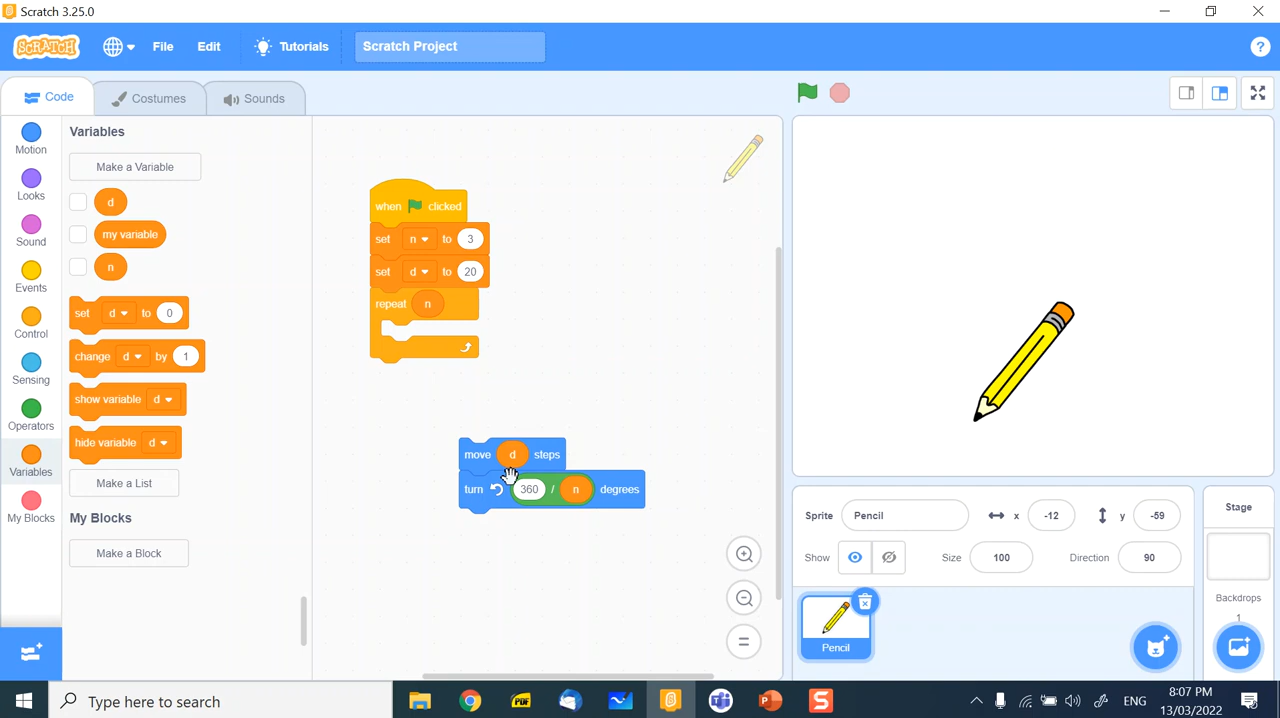 Scratch 3.25.0
SCRATCH
File
Edit
Tutorials
Scratch Project
?
Code
Costumes
Sounds
Motion
Looks
Sound
Events
Control
Sensing
Operators
Variables
My Blocks
Variables
Make a Variable
d
my variable
n
set d to 0
change d by 1
show variable d
hide variable d
Make a List
My Blocks
Make a Block
when clicked
set n to 3
set d to 20
repeat n
move d steps
turn 360 / n degrees
Sprite Pencil x -12 y -59
Show Size 100 Direction 90
Pencil
Stage
Backdrops
1
Type here to search
PDF
ENG
8:07 PM
13/03/2022